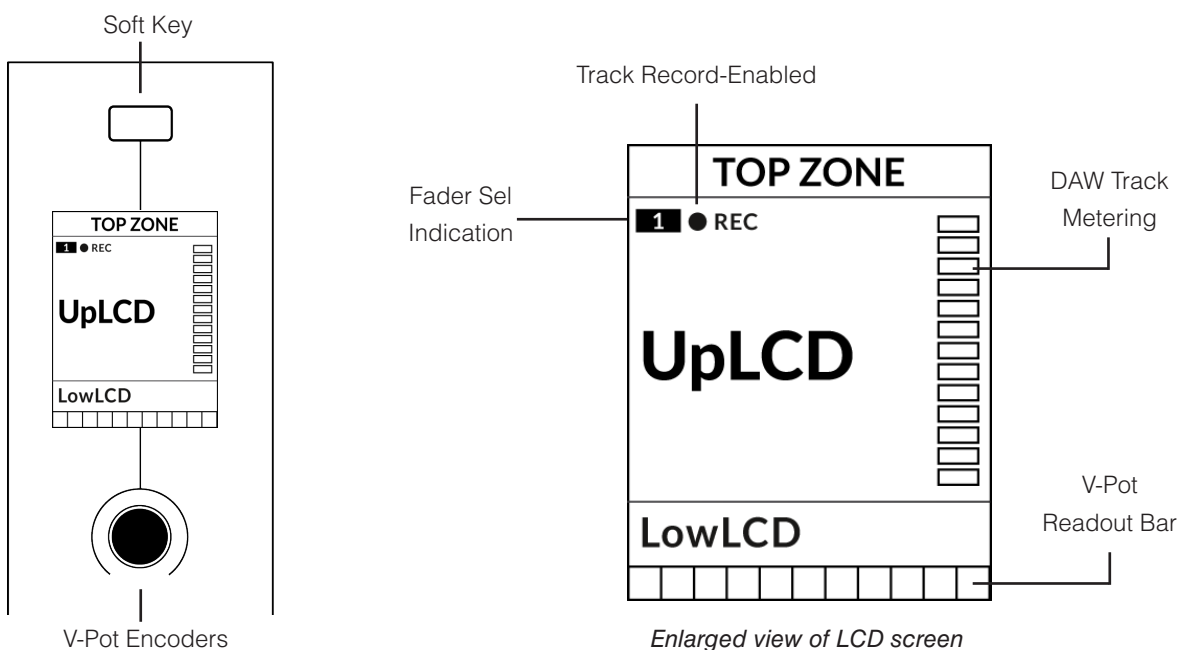 Soft Key
TOP ZONE
1 REC
UpLCD
LowLCD
V-Pot Encoders
Track Record-Enabled
Fader Sel
Indication
TOP ZONE
1 REC
UpLCD
LowLCD
DAW Track
Metering
V-Pot
Readout Bar
Enlarged view of LCD screen